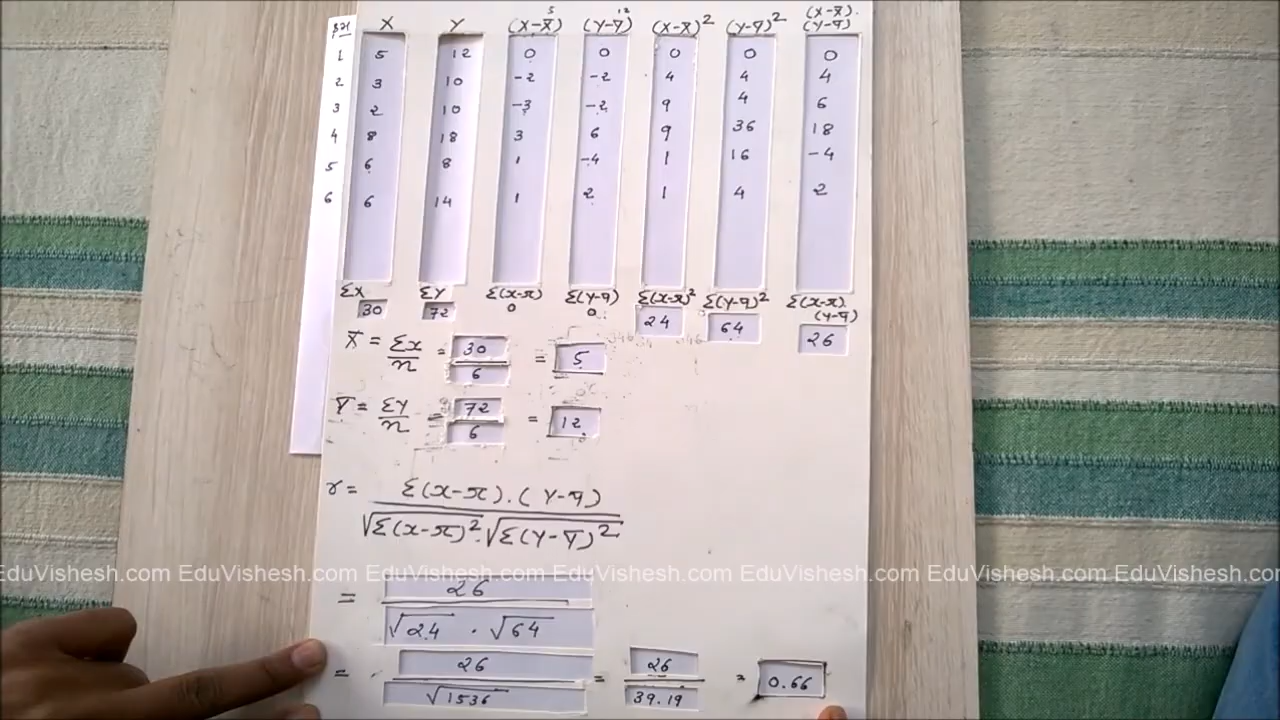 ક્રમ X Y (X-X̄) 5 (Y-Ȳ) 12 (X-X̄)² (Y-Ȳ)² (X-X̄).(Y-Ȳ)
1 5 12 0 0 0 0 0
2 3 10 -2 -2 4 4 4
3 2 10 -3 -2 9 4 6
4 8 18 3 6 9 36 18
5 6 8 1 -4 1 16 -4
6 6 14 1 2 1 4 2
Σx ΣY Σ(x-x̄) Σ(Y-ȳ) Σ(x-x̄)² Σ(Y-ȳ)² Σ(x-x̄).(Y-ȳ)
30 72 0 0 24 64 26
X̄ = Σx/n = 30/6 = 5
Ȳ = ΣY/n = 72/6 = 12
r = Σ(x-x̄).(Y-ȳ) / √Σ(x-x̄)².√Σ(Y-Ȳ)²
EduVishesh.com EduVishesh.com EduVishesh.com EduVishesh.com EduVishesh.com EduVishesh.com EduVishesh.com
= 26 / √24 . √64
= 26 / √1536 = 26 / 39.19 = 0.66